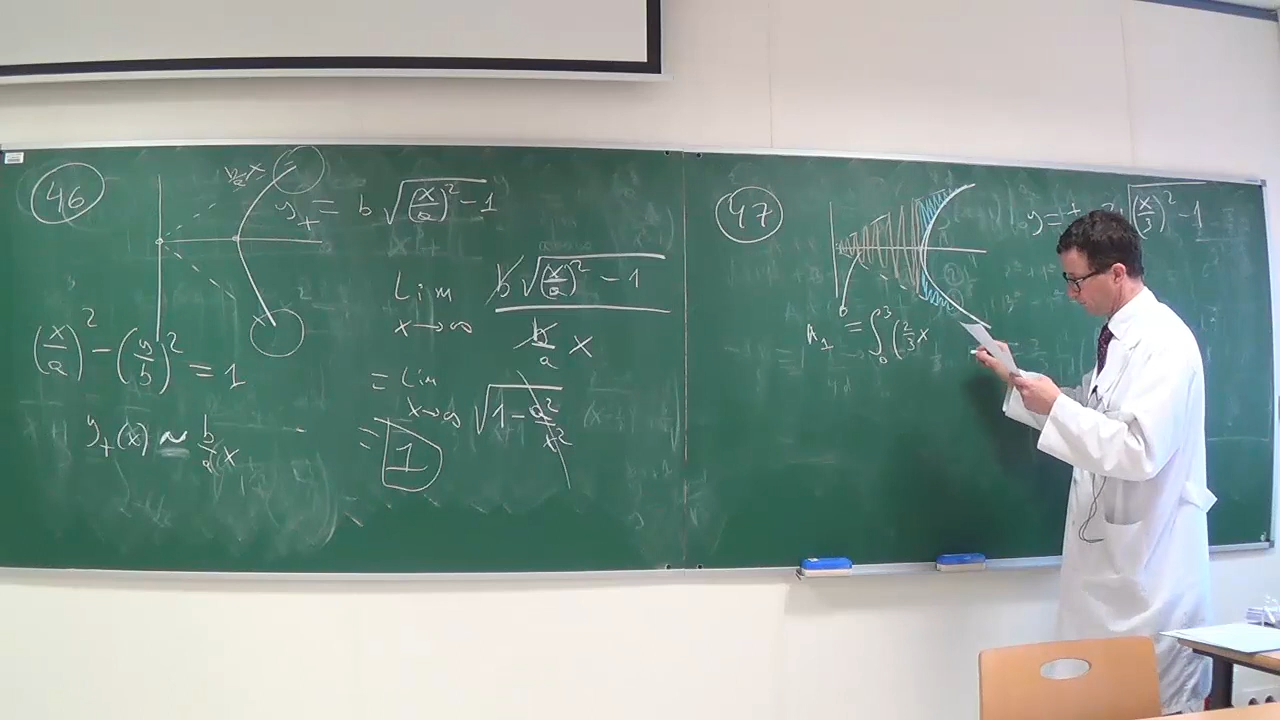 46
b/a x
y₊ = b √((x/a)² - 1)
Lim x→∞ b√((x/a)² - 1) / (b/a x)
(x/a)² - (y/b)² = 1
= Lim x→∞ √(1 - a²/x²)
y₊(x) ~ b/a x
= 1
47
y = ± √((x/3)² - 1)
A₁ = ∫₀³ (2/3 x